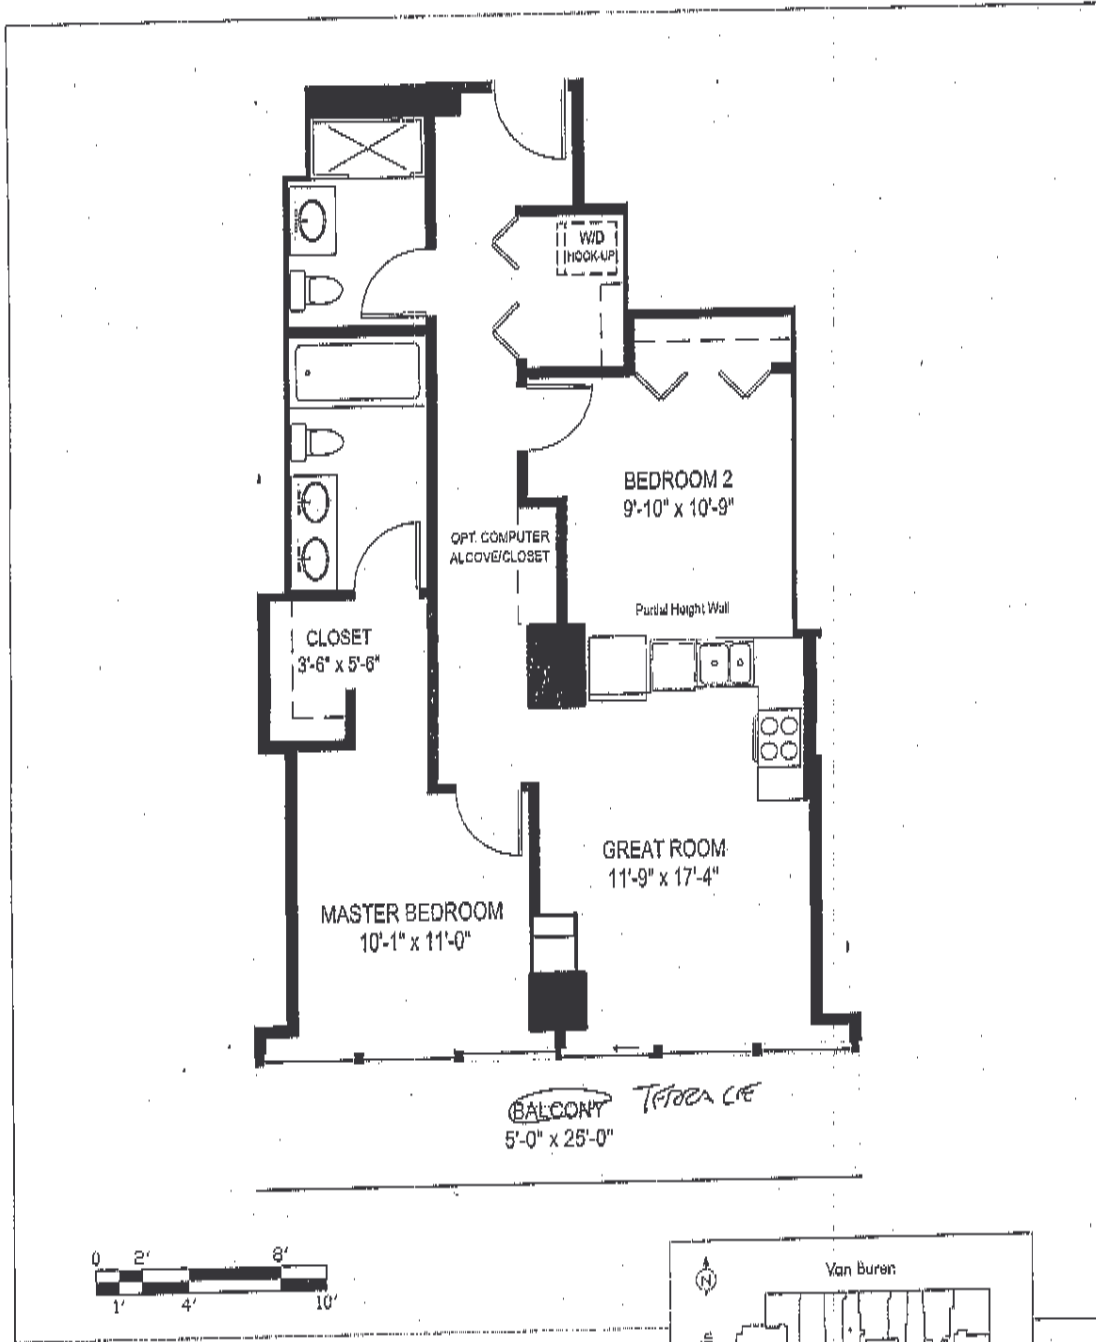 W/D
HOOK-UP
BEDROOM 2
9'-10" x 10'-9"
OPT. COMPUTER
ALCOVE/CLOSET
Partial Height Wall
CLOSET
3'-6" x 5'-6"
GREAT ROOM
11'-9" x 17'-4"
MASTER BEDROOM
10'-1" x 11'-0"
BALCONY TERRACE
5'-0" x 25'-0"
0 2' 8'
1' 4' 10'
N
Van Buren